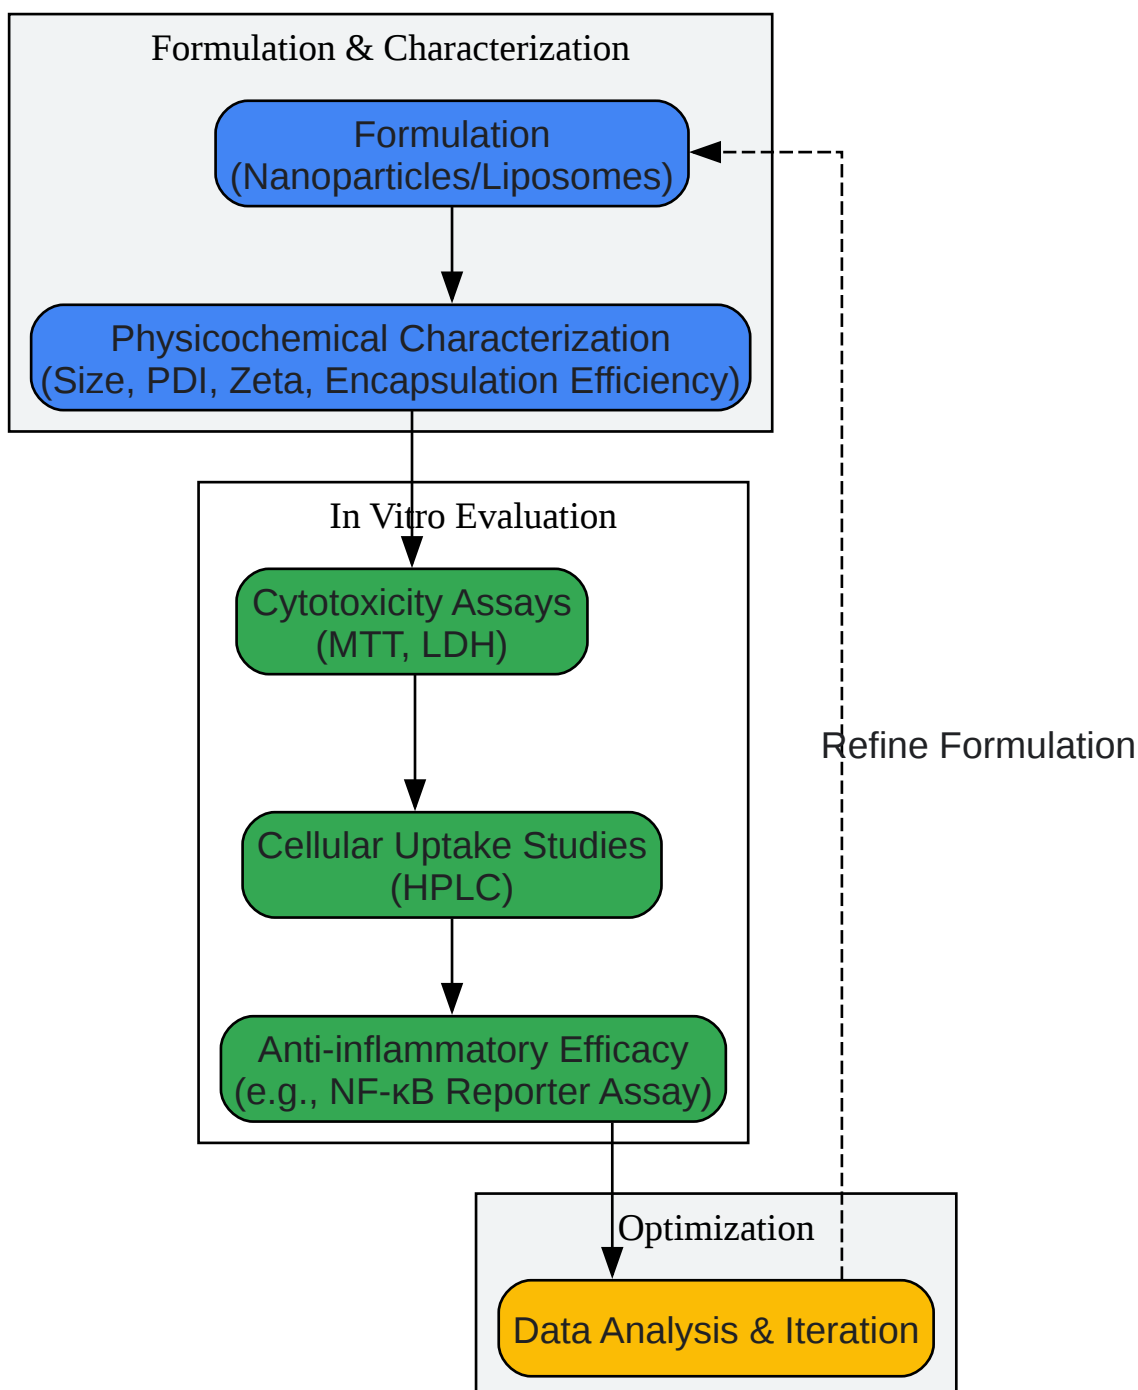 Formulation & Characterization
Formulation
(Nanoparticles/Liposomes)
Physicochemical Characterization
(Size, PDI, Zeta, Encapsulation Efficiency)
In Vitro Evaluation
Cytotoxicity Assays
(MTT, LDH)
Refine Formulation
Cellular Uptake Studies
(HPLC)
Anti-inflammatory Efficacy
(e.g., NF-κB Reporter Assay)
Optimization
Data Analysis & Iteration